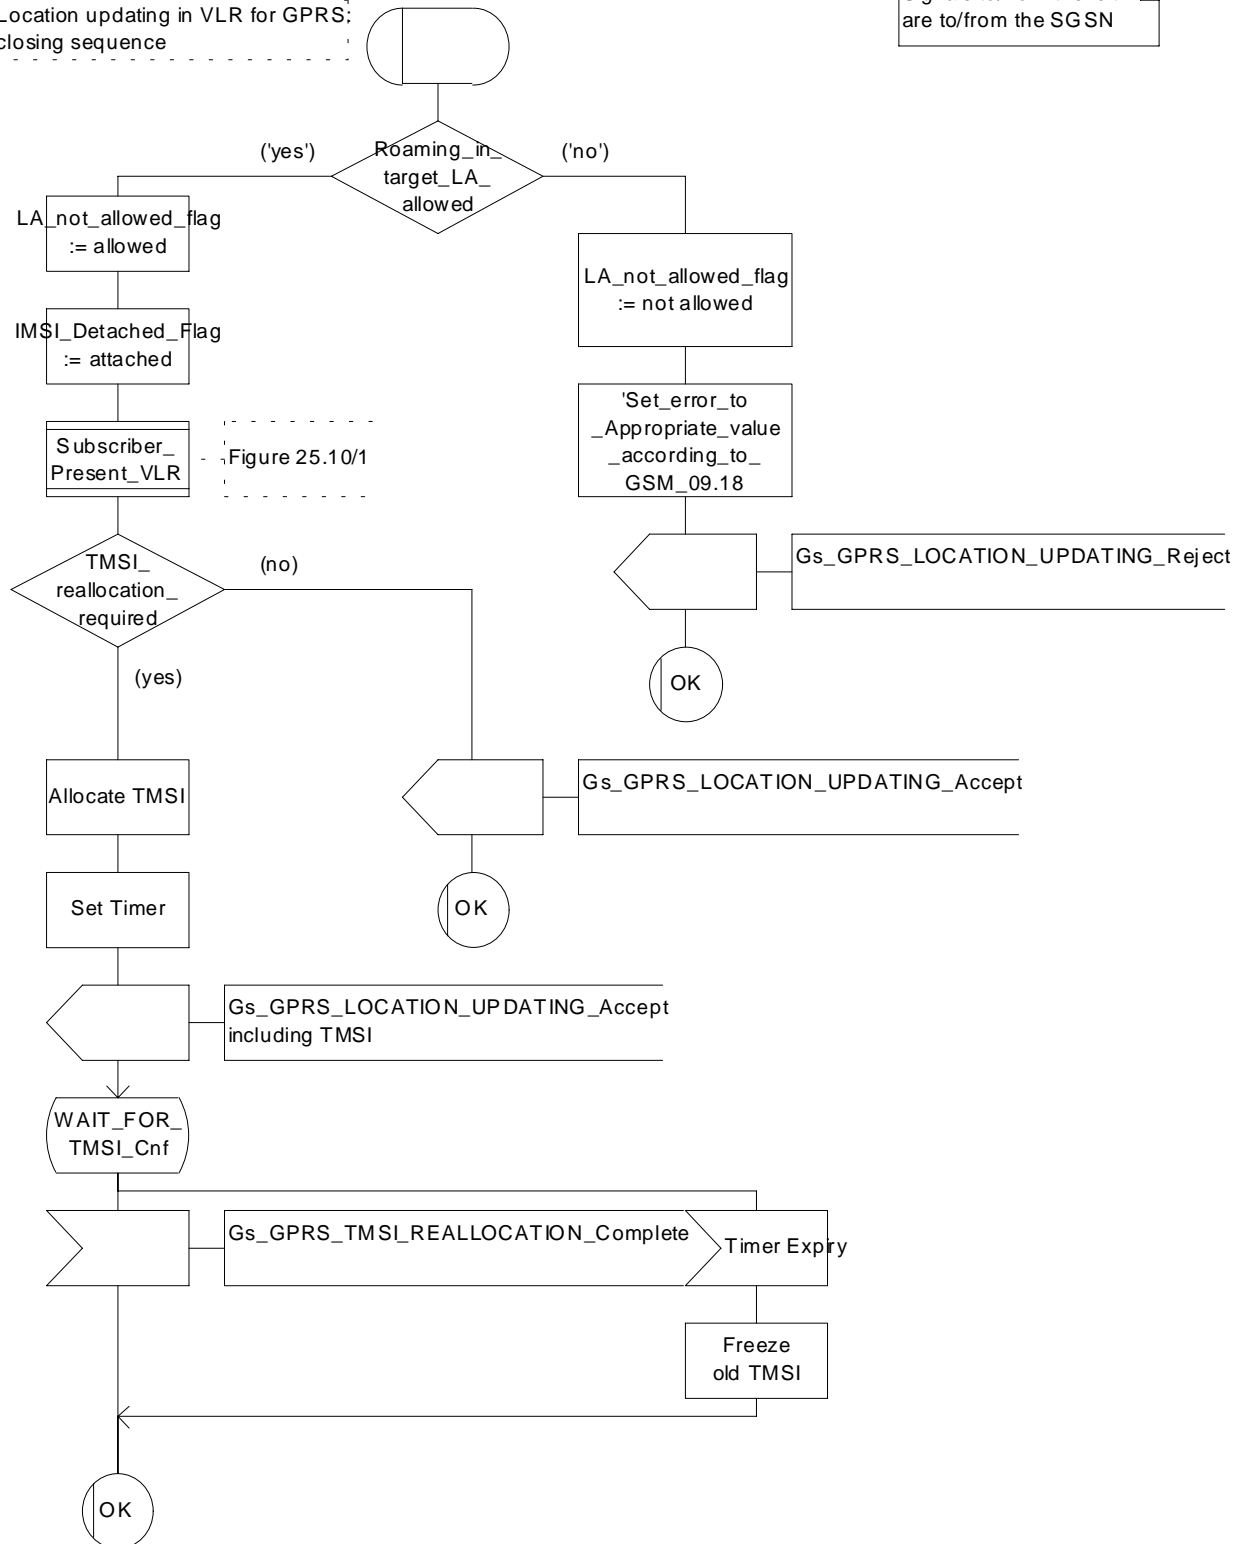 Location updating in VLR for GPRS;
closing sequence
are to/from the SGSN
('yes')
Roaming_in_
target_LA_
allowed
('no')
LA_not_allowed_flag
:= allowed
LA_not_allowed_flag
:= not allowed
IMSI_Detached_Flag
:= attached
'Set_error_to
_Appropriate_value
_according_to_
GSM_09.18
Subscriber_
Present_VLR
Figure 25.10/1
TMSI_
reallocation_
required
(no)
Gs_GPRS_LOCATION_UPDATING_Reject
(yes)
OK
Allocate TMSI
Gs_GPRS_LOCATION_UPDATING_Accept
Set Timer
OK
Gs_GPRS_LOCATION_UPDATING_Accept
including TMSI
WAIT_FOR_
TMSI_Cnf
Gs_GPRS_TMSI_REALLOCATION_Complete
Timer Expiry
Freeze
old TMSI
OK